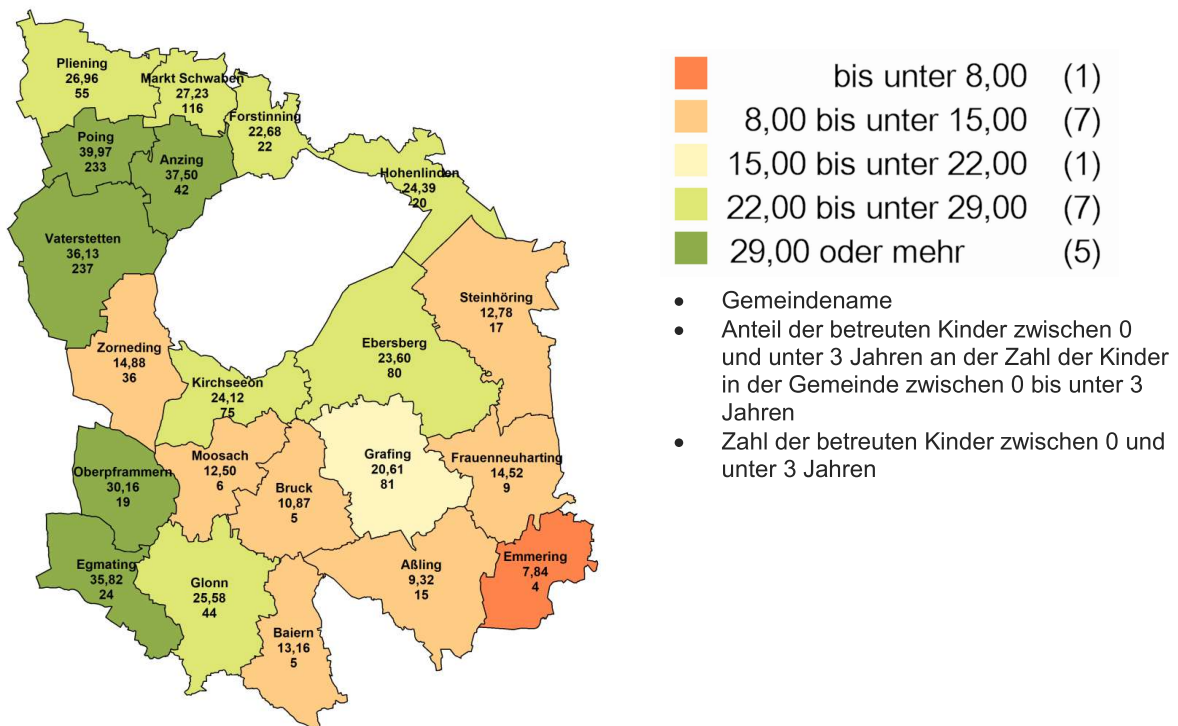 Pliening
26,96
55
Markt Schwaben
27,23
116
Forstinning
22,68
22
Poing
39,97
233
Anzing
37,50
42
Hohenlinden
24,39
20
Vaterstetten
36,13
237
Steinhöring
12,78
17
Zorneding
14,88
36
Ebersberg
23,60
80
Kirchseeon
24,12
75
Moosach
12,50
6
Grafing
20,61
81
Frauenneuharting
14,52
9
Oberpframmern
30,16
19
Bruck
10,87
5
Egmating
35,82
24
Glonn
25,58
44
Aßling
9,32
15
Emmering
7,84
4
Baiern
13,16
5
bis unter 8,00 (1)
8,00 bis unter 15,00 (7)
15,00 bis unter 22,00 (1)
22,00 bis unter 29,00 (7)
29,00 oder mehr (5)
• Gemeindename
• Anteil der betreuten Kinder zwischen 0
und unter 3 Jahren an der Zahl der Kinder
in der Gemeinde zwischen 0 bis unter 3
Jahren
• Zahl der betreuten Kinder zwischen 0 und
unter 3 Jahren